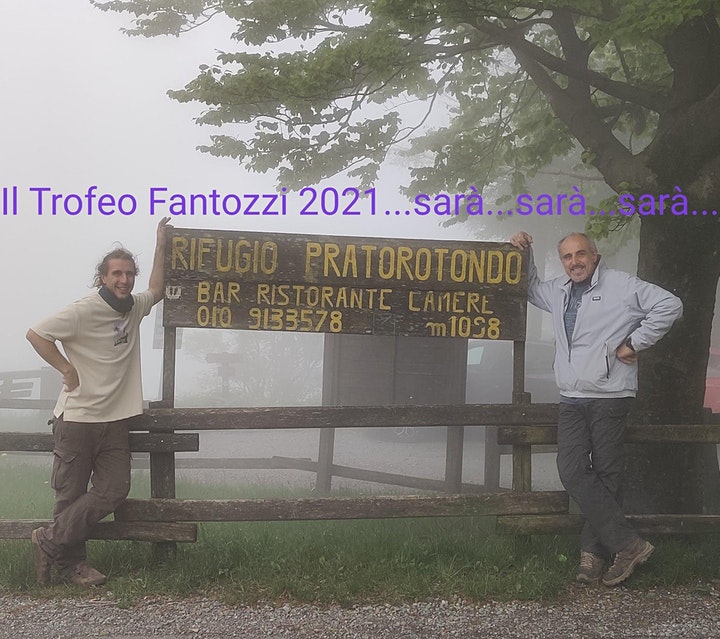 Il Trofeo Fantozzi 2021...sarà...sarà...sarà...
RIFUGIO PRATOROTONDO
BAR RISTORANTE CAMERE
010 9133578 m1098